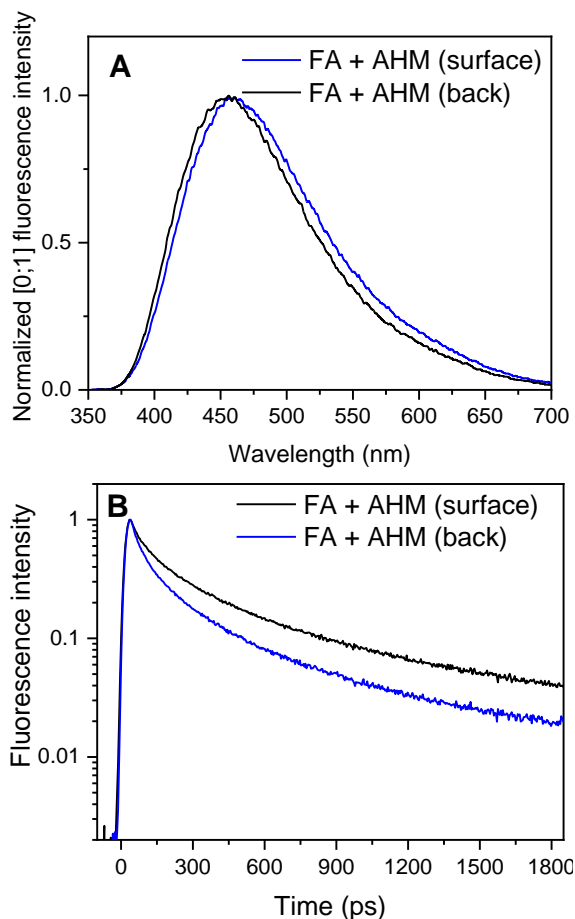 A
FA + AHM (surface)
FA + AHM (back)
Normalized [0;1] fluorescence intensity
1.0
0.5
0.0
350 400 450 500 550 600 650 700
Wavelength (nm)
B
FA + AHM (surface)
FA + AHM (back)
Fluorescence intensity
1
0.1
0.01
0 300 600 900 1200 1500 1800
Time (ps)